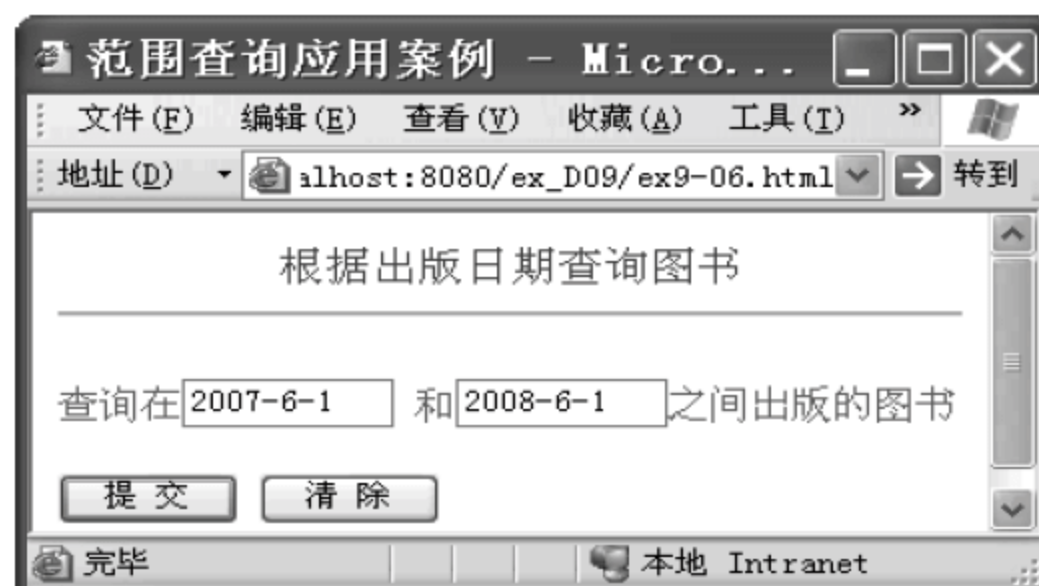 范围查询应用案例 - Micro...
文件(F) 编辑(E) 查看(V) 收藏(A) 工具(T) »
地址(D) alhost:8080/ex_D09/ex9-06.html 转到
根据出版日期查询图书
查询在 2007-6-1 和 2008-6-1 之间出版的图书
提 交 清 除
完毕 本地 Intranet